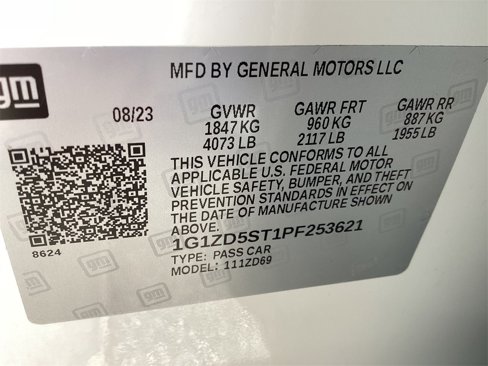 gm
MFD BY GENERAL MOTORS LLC
08/23 GVWR GAWR FRT GAWR RR
1847 KG 960 KG 887 KG
4073 LB 2117 LB 1955 LB
THIS VEHICLE CONFORMS TO ALL
APPLICABLE U.S. FEDERAL MOTOR
VEHICLE SAFETY, BUMPER, AND THEFT
PREVENTION STANDARDS IN EFFECT ON
THE DATE OF MANUFACTURE SHOWN
ABOVE.
1G1ZD5ST1PF253621
TYPE: PASS CAR
MODEL: 111ZD69
8624